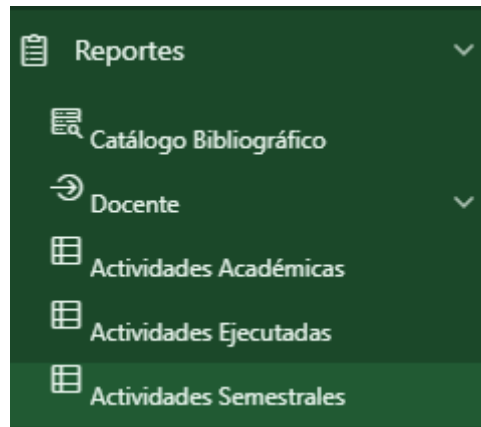 Reportes
Catálogo Bibliográfico
Docente
Actividades Académicas
Actividades Ejecutadas
Actividades Semestrales